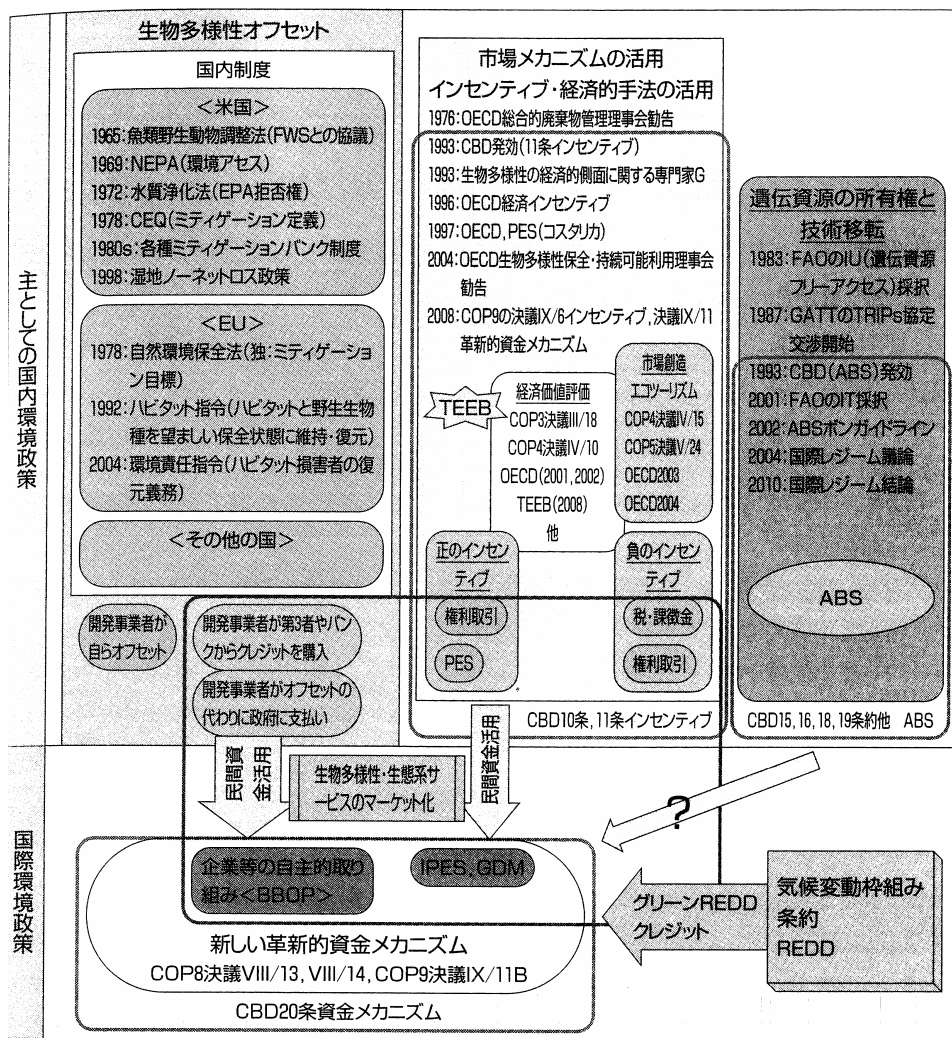 主としての国内環境政策
生物多様性オフセット
国内制度
<米国>
1965:魚類野生動物調整法(FWSとの協議)
1969:NEPA(環境アセス)
1972:水質浄化法(EPA拒否権)
1978:CEQ(ミティゲーション定義)
1980s:各種ミティゲーションバンク制度
1998:湿地ノーネットロス政策
<EU>
1978:自然環境保全法(独:ミティゲーショ
ン目標)
1992:ハビタット指令(ハビタットと野生生物
種を望ましい保全状態に維持・復元)
2004:環境責任指令(ハビタット損害者の復
元義務)
<その他の国>
開発事業者が
自らオフセット
開発事業者が第3者やバン
クからクレジットを購入
開発事業者がオフセットの
代わりに政府に支払い
市場メカニズムの活用
インセンティブ・経済的手法の活用
1976:OECD総合的廃棄物管理理事会勧告
1993:CBD発効(11条インセンティブ)
1993:生物多様性の経済的側面に関する専門家G
1996:OECD経済インセンティブ
1997:OECD,PES(コスタリカ)
2004:OECD生物多様性保全・持続可能利用理事会
勧告
2008:COP9の決議IX/6インセンティブ,決議IX/11
革新的資金メカニズム
TEEB
経済価値評価
COP3決議III/18
COP4決議IV/10
OECD(2001,2002)
TEEB(2008)
他
市場創造
エコツーリズム
COP4決議IV/15
COP5決議V/24
OECD2003
OECD2004
正のインセン
ティブ
権利取引
PES
負のインセン
ティブ
税・課徴金
権利取引
CBD10条,11条インセンティブ
遺伝資源の所有権と
技術移転
1983:FAOのIU(遺伝資源
フリーアクセス)採択
1987:GATTのTRIPs協定
交渉開始
1993:CBD(ABS)発効
2001:FAOのIT採択
2002:ABSボンガイドライン
2004:国際レジーム議論
2010:国際レジーム結論
ABS
CBD15,16,18,19条約他 ABS
国際環境政策
民間資
金活用
生物多様性・生態系サ
ービスのマーケット化
民間資金活用
?
企業等の自主的取り
組み<BBOP>
IPES,GDM
新しい革新的資金メカニズム
COP8決議VIII/13,VIII/14,COP9決議IX/11B
CBD20条資金メカニズム
グリーンREDD
クレジット
気候変動枠組み
条約
REDD